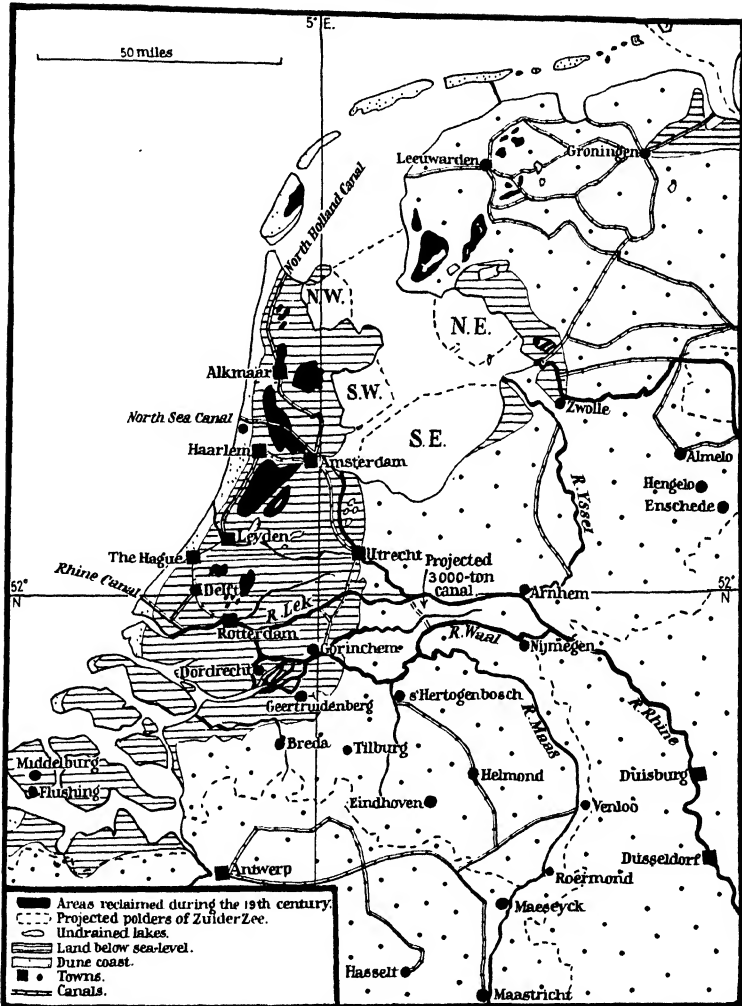 5° E.
50 miles
Leeuwarden
Groningen
North Holland Canal
N.W.
N.E.
Alkmaar
S.W.
Zwolle
North Sea Canal
S.E.
Haarlem
Amsterdam
Almelo
Hengelo
Enschede
R.Yssel
Leyden
The Hague
Utrecht
Projected
3000-ton
canal
Rhine Canal
52°
N
Delft
Arnhem
52°
N
R.Lek
Rotterdam
R.Waal
Gorinchem
Nijmegen
Dordrecht
Geertruidenberg
s'Hertogenbosch
R.Maas
R.Rhine
Breda
Tilburg
Middelburg
Helmond
Duisburg
Flushing
Eindhoven
Venloo
Antwerp
Düsseldorf
Roermond
Maeseyck
Hasselt
Maastricht
Areas reclaimed during the 19th century.
Projected polders of Zuider Zee.
Undrained lakes.
Land below sea-level.
Dune coast.
Towns.
Canals.